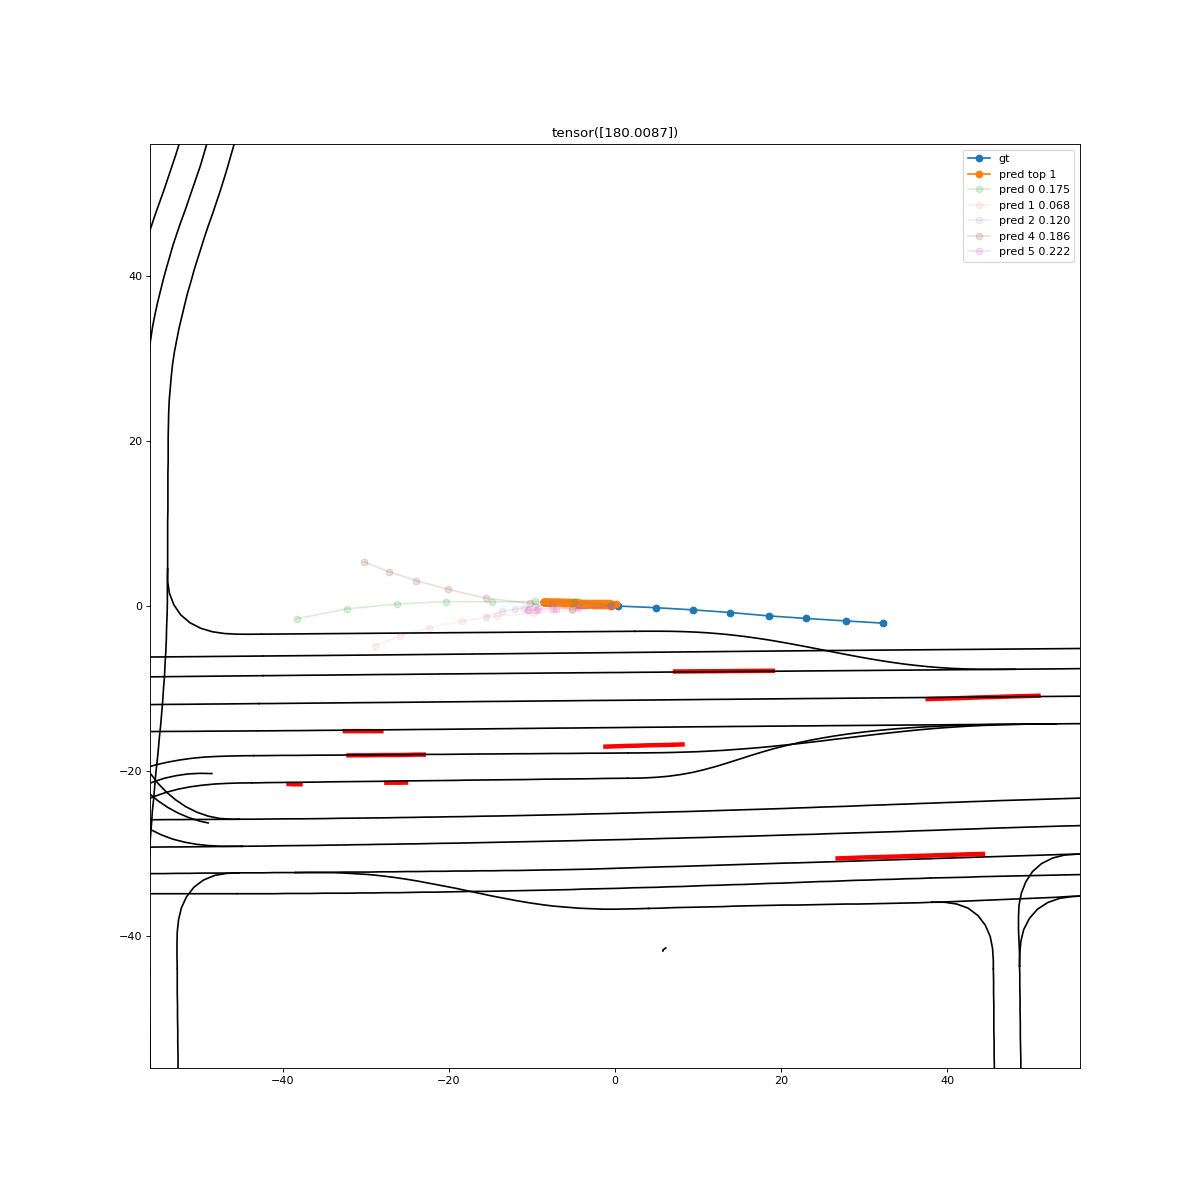 tensor([180.0087])
gt
pred top 1
pred 0 0.175
pred 1 0.068
pred 2 0.120
pred 4 0.186
pred 5 0.222
40
20
0
−20
−40
−40
−20
0
20
40